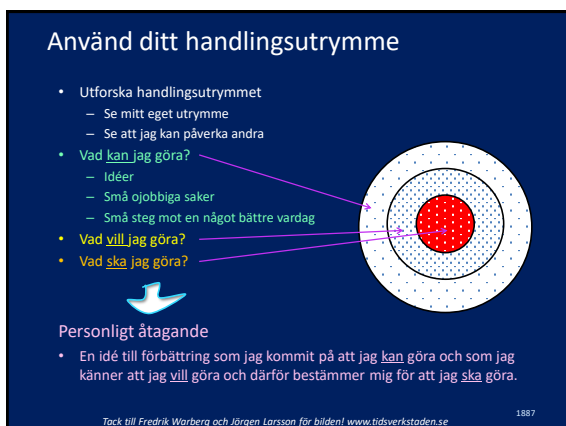 Använd ditt handlingsutrymme
• Utforska handlingsutrymmet
– Se mitt eget utrymme
– Se att jag kan påverka andra
• Vad kan jag göra?
– Idéer
– Små ojobbiga saker
– Små steg mot en något bättre vardag
• Vad vill jag göra?
• Vad ska jag göra?
Personligt åtagande
• En idé till förbättring som jag kommit på att jag kan göra och som jag
känner att jag vill göra och därför bestämmer mig för att jag ska göra.
Tack till Fredrik Warberg och Jörgen Larsson för bilden! www.tidsverkstaden.se
1887